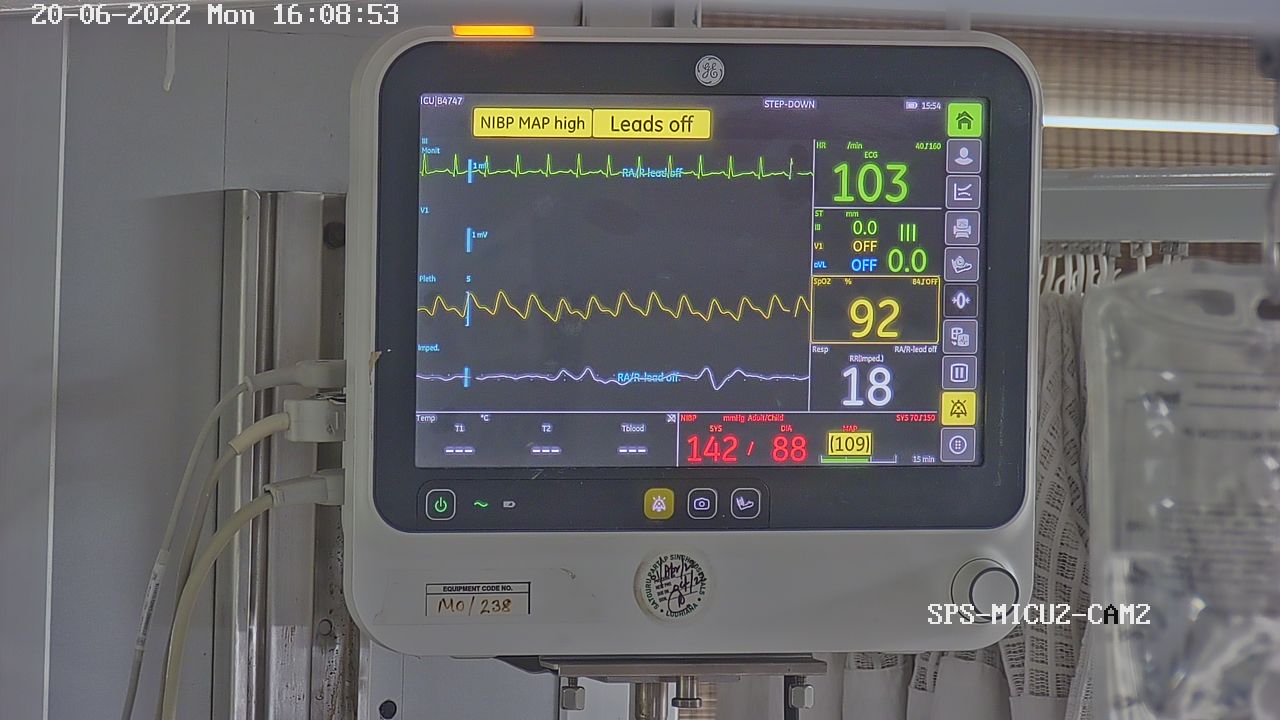 20-06-2022 Mon 16:08:53
GE
ICU|B4747
STEP-DOWN
15:54
NIBP MAP high
Leads off
III
Monit
1 mV
RA/R-lead off
HR /min 40 160
ECG
103
V1
1 mV
ST mm
III 0.0 III
V1 OFF
aVL OFF 0.0
Pleth 5
SpO2 % 84 OFF
92
Imped.
RA/R-lead off
Resp RA/R-lead off
RR(Imped.)
18
Temp °C
T1 T2 Tblood
--- --- ---
NIBP mmHg Adult/Child SYS 70 150
SYS DIA MAP
142 / 88 (109)
15 min
EQUIPMENT CODE NO.
MO/238
LUDHIANA
SPS-MICU2-CAM2